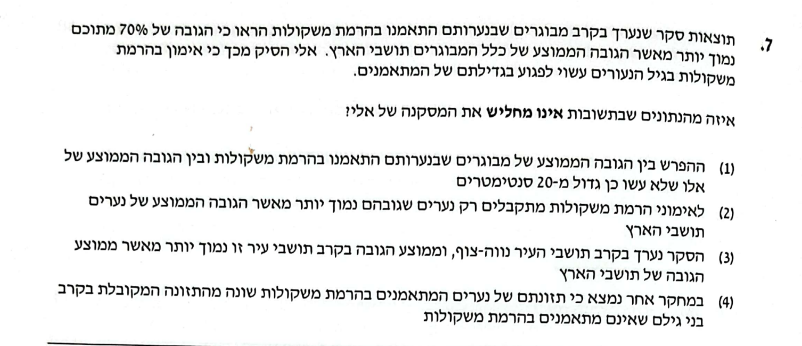 7. תוצאות סקר שנערך בקרב מבוגרים שבנערותם התאמנו בהרמת משקולות הראו כי הגובה של 70% מתוכם
נמוך יותר מאשר הגובה הממוצע של כלל המבוגרים תושבי הארץ. אלי הסיק מכך כי אימון בהרמת
משקולות בגיל הנעורים עשוי לפגוע בגדילתם של המתאמנים.
איזה מהנתונים שבתשובות אינו מחליש את המסקנה של אלי?
(1) ההפרש בין הגובה הממוצע של מבוגרים שבנערותם התאמנו בהרמת משקולות ובין הגובה הממוצע של
אלו שלא עשו כן גדול מ-20 סנטימטרים
(2) לאימוני הרמת משקולות מתקבלים רק נערים שגובהם נמוך יותר מאשר הגובה הממוצע של נערים
תושבי הארץ
(3) הסקר נערך בקרב תושבי העיר נווה-צוף, וממוצע הגובה בקרב תושבי עיר זו נמוך יותר מאשר ממוצע
הגובה של תושבי הארץ
(4) במחקר אחר נמצא כי תזונתם של נערים המתאמנים בהרמת משקולות שונה מהתזונה המקובלת בקרב
בני גילם שאינם מתאמנים בהרמת משקולות